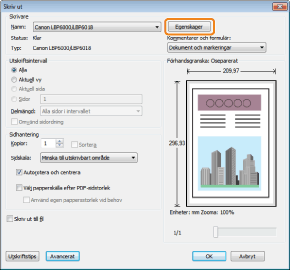 Skriv ut
Skrivare
Namn: Canon LBP6000/LBP6018 Egenskaper
Status: Klar Kommentarer och formulär:
Typ: Canon LBP6000/LBP6018 Dokument och markeringar
Utskriftsintervall Förhandsgranska: Oseparerat
Alla 209,97
Aktuell vy
Aktuell sida
Sidor 1
Delmängd: Alla sidor i intervallet
Omvänd sidordning
Sidhantering
Kopior: 1 Sortera
Sidskala: Minska till utskrivbart område
Autorotera och centrera
Välj papperskälla efter PDF-sidstorlek
Använd egen pappersstorlek vid behov
296,93
Skriv ut till fil Enheter: mm Zooma: 100%
1/1
Utskriftstips Avancerat OK Avbryt